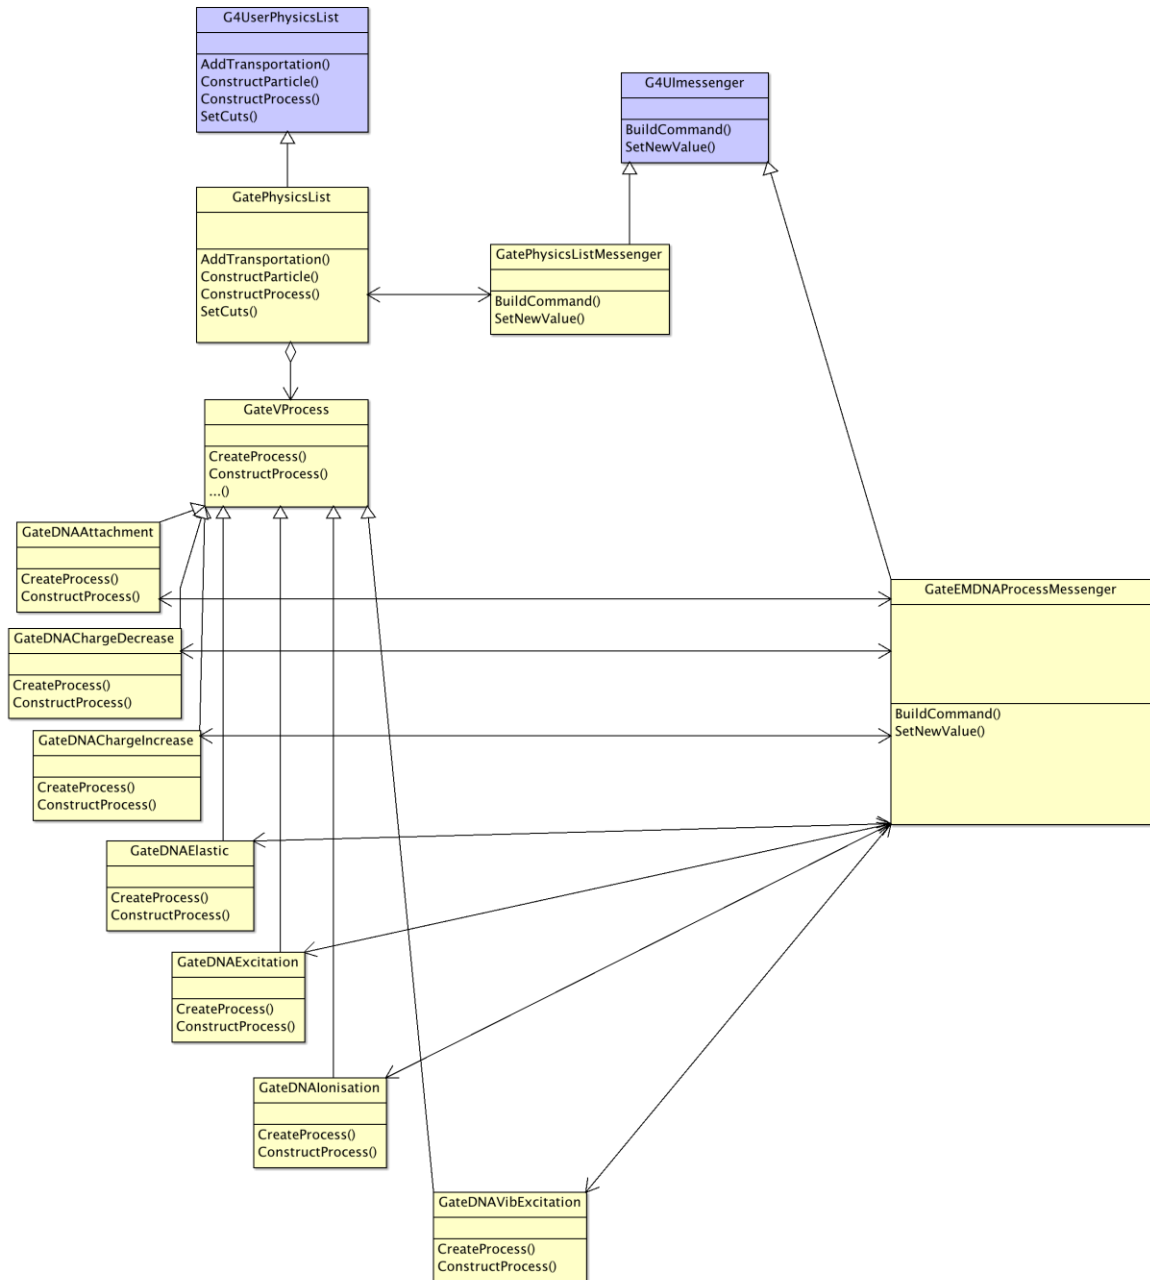 G4UserPhysicsList
AddTransportation()
ConstructParticle()
ConstructProcess()
SetCuts()
G4UImessenger
BuildCommand()
SetNewValue()
GatePhysicsList
AddTransportation()
ConstructParticle()
ConstructProcess()
SetCuts()
GatePhysicsListMessenger
BuildCommand()
SetNewValue()
GateVProcess
CreateProcess()
ConstructProcess()
...()
GateDNAAttachment
CreateProcess()
ConstructProcess()
GateEMDNAProcessMessenger
BuildCommand()
SetNewValue()
GateDNAChargeDecrease
CreateProcess()
ConstructProcess()
GateDNAChargeIncrease
CreateProcess()
ConstructProcess()
GateDNAElastic
CreateProcess()
ConstructProcess()
GateDNAExcitation
CreateProcess()
ConstructProcess()
GateDNAIonisation
CreateProcess()
ConstructProcess()
GateDNAVibExcitation
CreateProcess()
ConstructProcess()